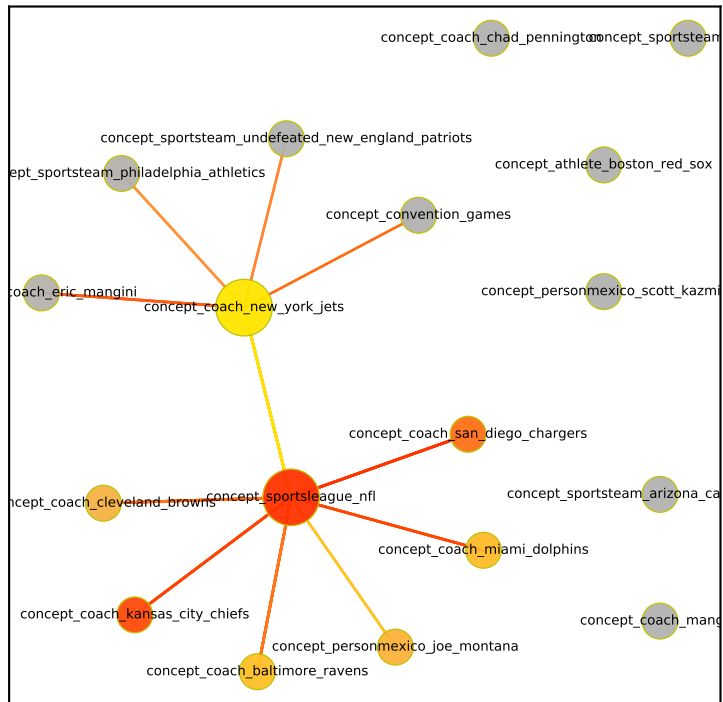 concept_coach_chad_pennington
concept_sportsteam
concept_sportsteam_undefeated_new_england_patriots
ept_sportsteam_philadelphia_athletics
concept_athlete_boston_red_sox
concept_convention_games
coach_eric_mangini
concept_personmexico_scott_kazmi
concept_coach_new_york_jets
concept_coach_san_diego_chargers
concept_sportsleague_nfl
ncept_coach_cleveland_browns
concept_sportsteam_arizona_ca
concept_coach_miami_dolphins
concept_coach_kansas_city_chiefs
concept_coach_mang
concept_personmexico_joe_montana
concept_coach_baltimore_ravens